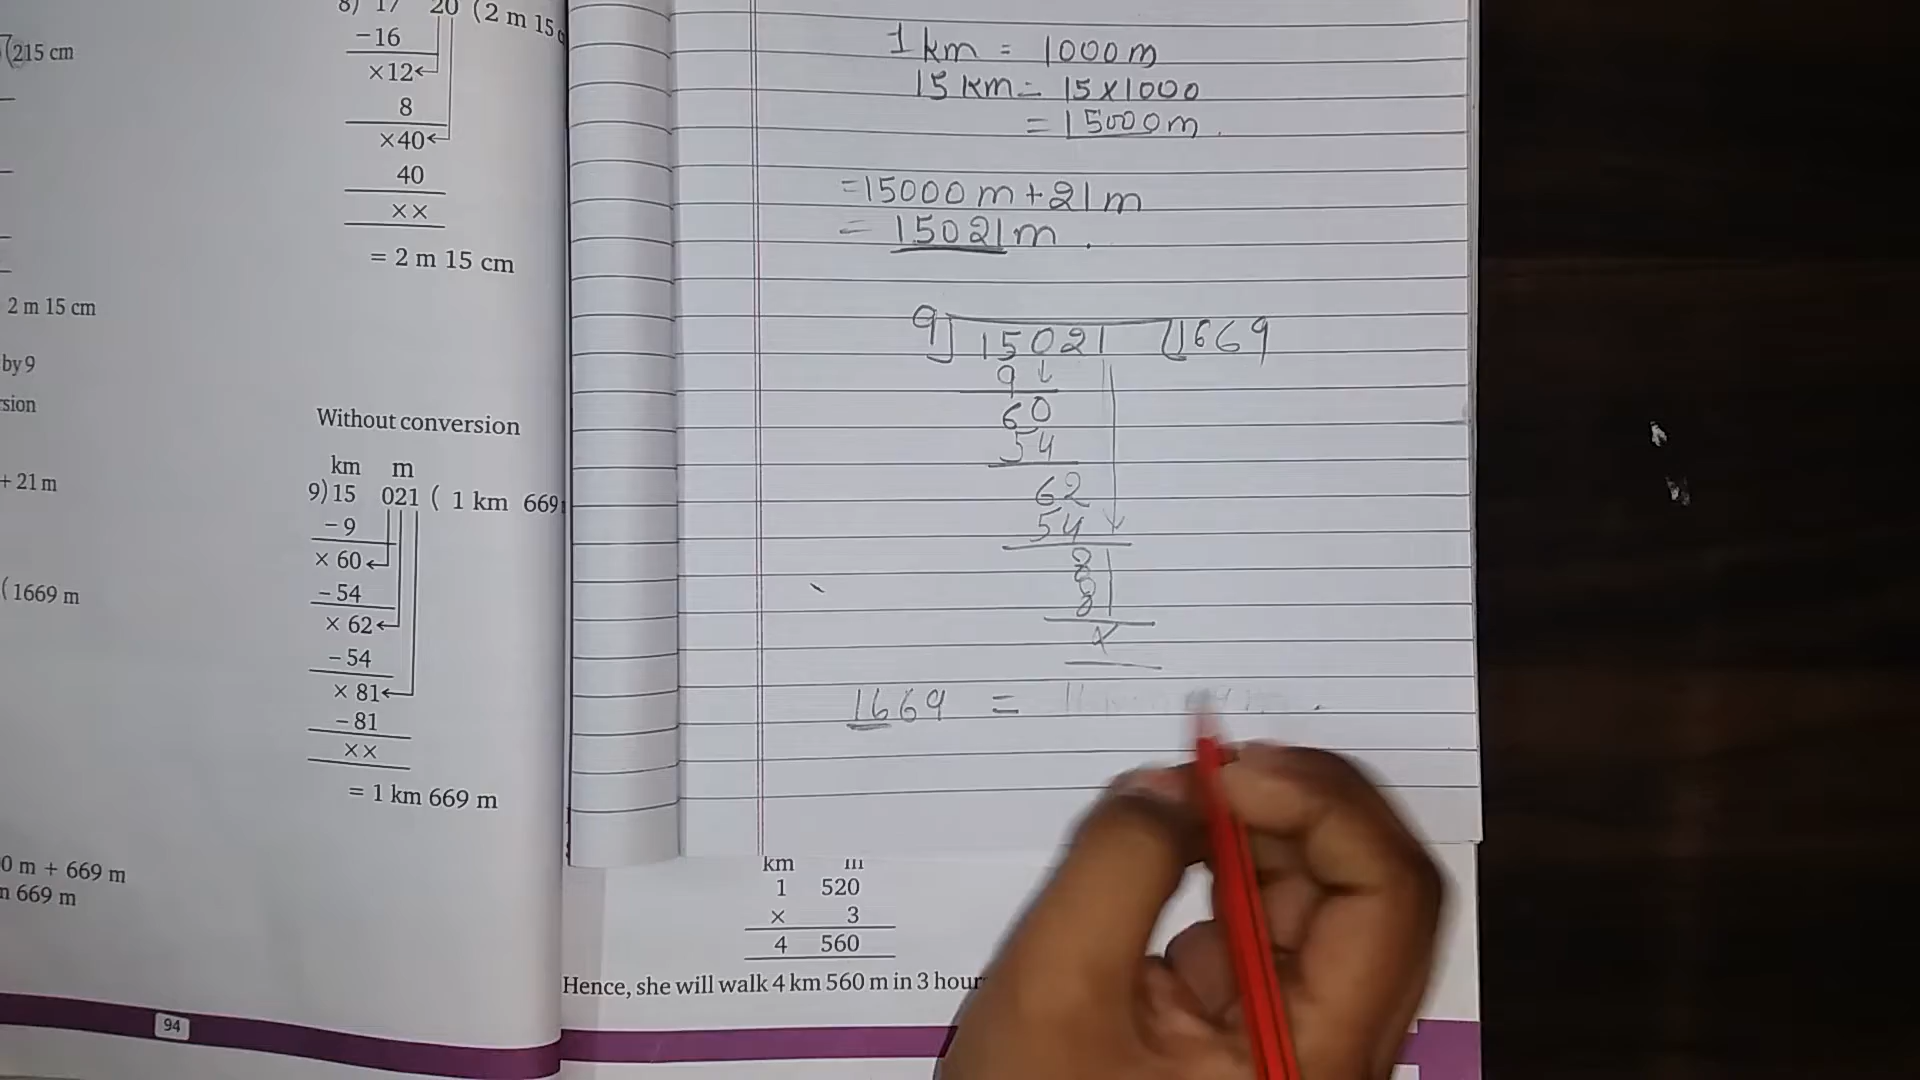 215 cm
2 m 15 cm
by 9
+ 21 m
( 1669 m
0 m + 669 m
669 m
8) 17 20 (2 m 15
−16
×12
8
×40
40
××
= 2 m 15 cm
Without conversion
km m
9) 15 021 ( 1 km 669
−9
× 60
−54
× 62
−54
× 81
−81
××
= 1 km 669 m
94
1 km = 1000 m
15 km = 15 × 1000
= 15000 m.
= 15000 m + 21 m
= 15021 m.
9 15021 1669
9
60
54
62
54
81
81
×
1669 =
km m
1 520
× 3
4 560
Hence, she will walk 4 km 560 m in 3